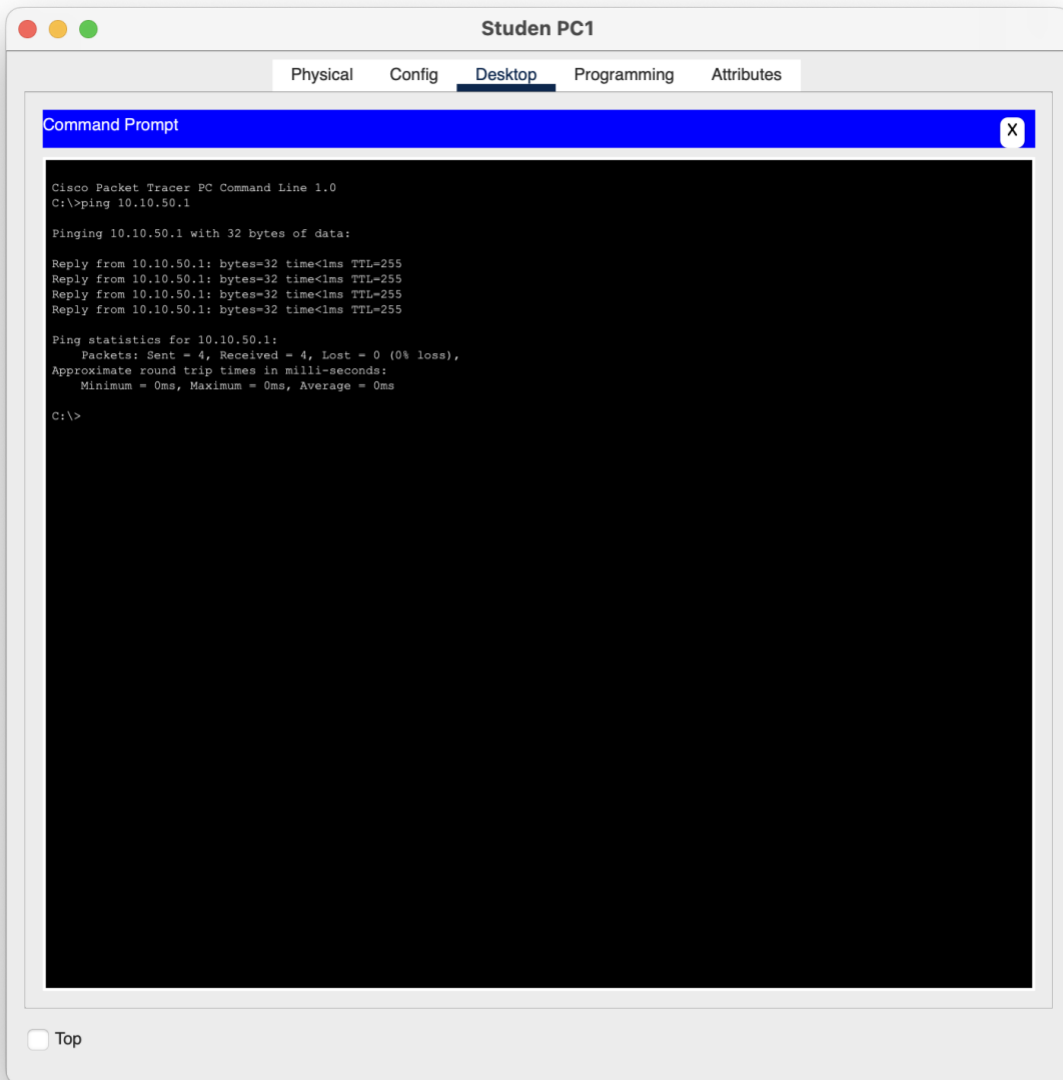 Studen PC1
Physical Config Desktop Programming Attributes
Command Prompt
X
Cisco Packet Tracer PC Command Line 1.0
C:\>ping 10.10.50.1
Pinging 10.10.50.1 with 32 bytes of data:
Reply from 10.10.50.1: bytes=32 time<1ms TTL=255
Reply from 10.10.50.1: bytes=32 time<1ms TTL=255
Reply from 10.10.50.1: bytes=32 time<1ms TTL=255
Reply from 10.10.50.1: bytes=32 time<1ms TTL=255
Ping statistics for 10.10.50.1:
Packets: Sent = 4, Received = 4, Lost = 0 (0% loss),
Approximate round trip times in milli-seconds:
Minimum = 0ms, Maximum = 0ms, Average = 0ms
C:\>
Top